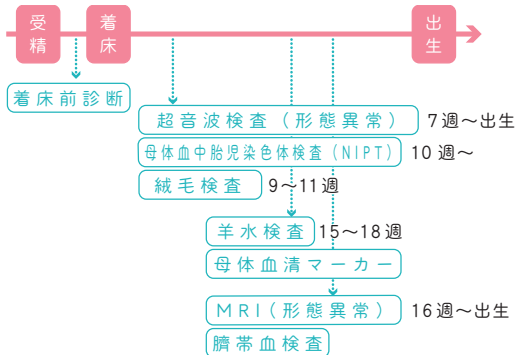 受精
着床
出生
着床前診断
超音波検査（形態異常） 7週～出生
母体血中胎児染色体検査（NIPT） 10週～
絨毛検査 9～11週
羊水検査 15～18週
母体血清マーカー
MRI（形態異常） 16週～出生
臍帯血検査